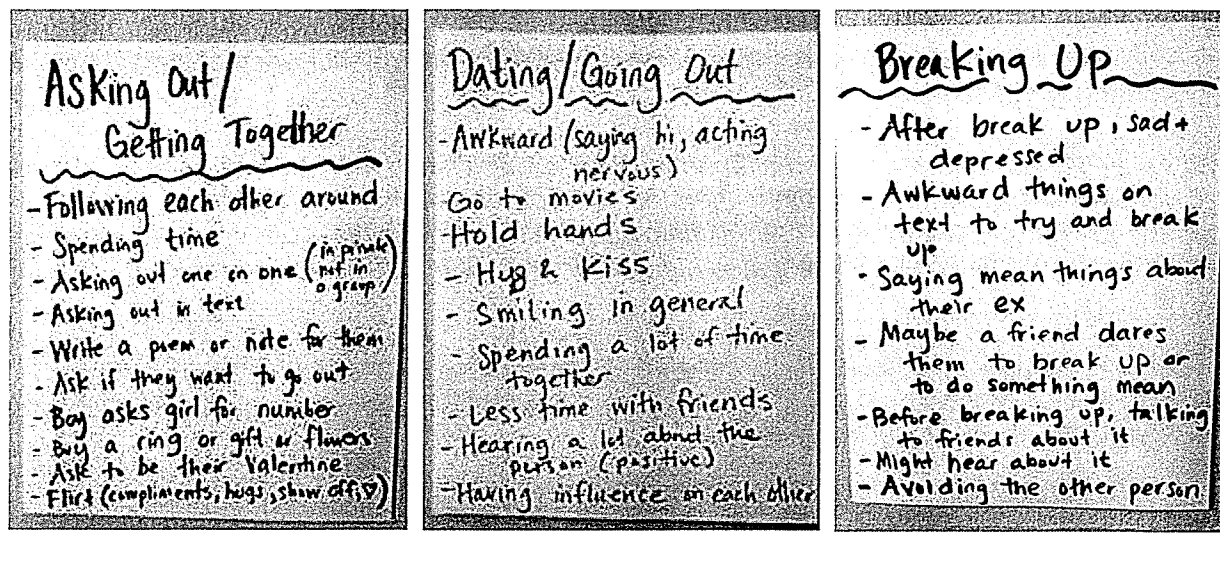 Asking Out/
Getting Together
- Following each other around
- Spending time
- Asking out one on one (in private not in a group)
- Asking out in text
- Write a poem or note for them
- Ask if they want to go out
- Boy asks girl for number
- Buy a ring or gift or flowers
- Ask to be their Valentine
- Flirt (compliments, hugs, show off, ♡)
Dating/Going Out
- Awkward (saying hi, acting
nervous)
Go to movies
- Hold hands
- Hug & Kiss
- Smiling in general
- Spending a lot of time
together
- Less time with friends
- Hearing a lot about the
person (positive)
- Having influence on each other
Breaking Up
- After break up, sad +
depressed
- Awkward things on
text to try and break
up
- Saying mean things about
their ex
- Maybe a friend dares
them to break up or
to do something mean
- Before breaking up, talking
to friends about it
- Might hear about it
- Avoiding the other person